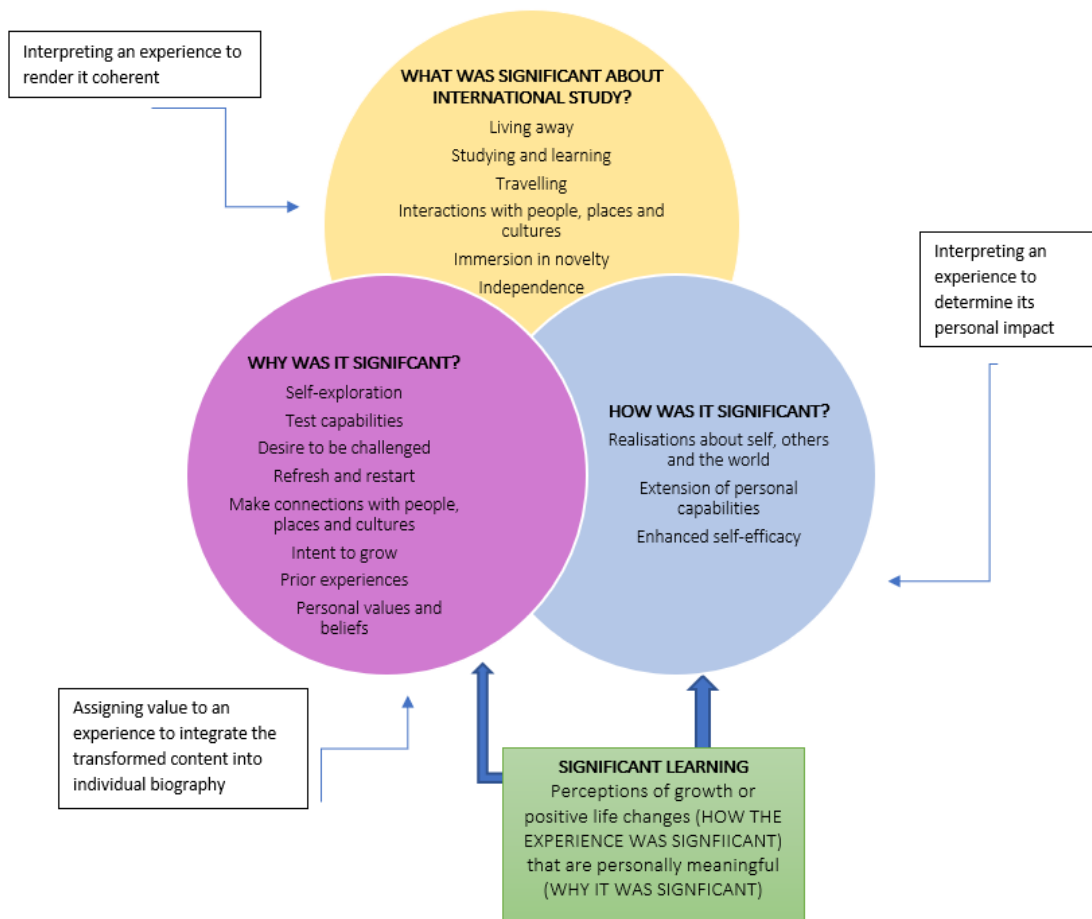 Interpreting an experience to
render it coherent
WHAT WAS SIGNIFICANT ABOUT
INTERNATIONAL STUDY?
Living away
Studying and learning
Travelling
Interactions with people, places and
cultures
Immersion in novelty
Independence
Interpreting an
experience to
determine its
personal impact
WHY WAS IT SIGNIFCANT?
Self-exploration
Test capabilities
Desire to be challenged
Refresh and restart
Make connections with people,
places and cultures
Intent to grow
Prior experiences
Personal values and
beliefs
HOW WAS IT SIGNIFICANT?
Realisations about self, others
and the world
Extension of personal
capabilities
Enhanced self-efficacy
Assigning value to an
experience to integrate the
transformed content into
individual biography
SIGNIFICANT LEARNING
Perceptions of growth or
positive life changes (HOW THE
EXPERIENCE WAS SIGNFIICANT)
that are personally meaningful
(WHY IT WAS SIGNFICANT)